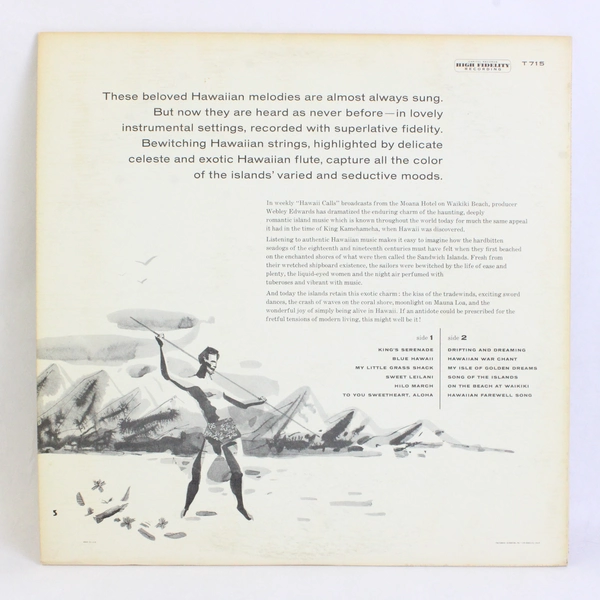 HIGH FIDELITY
RECORDING
T 715
These beloved Hawaiian melodies are almost always sung.
But now they are heard as never before—in lovely
instrumental settings, recorded with superlative fidelity.
Bewitching Hawaiian strings, highlighted by delicate
celeste and exotic Hawaiian flute, capture all the color
of the islands' varied and seductive moods.
In weekly "Hawaii Calls" broadcasts from the Moana Hotel on Waikiki Beach, producer
Webley Edwards has dramatized the enduring charm of the haunting, deeply
romantic island music which is known throughout the world today for much the same appeal
it had in the time of King Kamehameha, when Hawaii was discovered.
Listening to authentic Hawaiian music makes it easy to imagine how the hardbitten
seadogs of the eighteenth and nineteenth centuries must have felt when they first beached
on the enchanted shores of what were then called the Sandwich Islands. Fresh from
their wretched shipboard existence, the sailors were bewitched by the life of ease and
plenty, the liquid-eyed women and the night air perfumed with
tuberoses and vibrant with music.
And today the islands retain this exotic charm: the kiss of the tradewinds, exciting sword
dances, the crash of waves on the coral shore, moonlight on Mauna Loa, and the
wonderful joy of simply being alive in Hawaii. If an antidote could be prescribed for the
fretful tensions of modern living, this might well be it!
side 1
KING'S SERENADE
BLUE HAWAII
MY LITTLE GRASS SHACK
SWEET LEILANI
HILO MARCH
TO YOU SWEETHEART, ALOHA
side 2
DRIFTING AND DREAMING
HAWAIIAN WAR CHANT
MY ISLE OF GOLDEN DREAMS
SONG OF THE ISLANDS
ON THE BEACH AT WAIKIKI
HAWAIIAN FAREWELL SONG
5